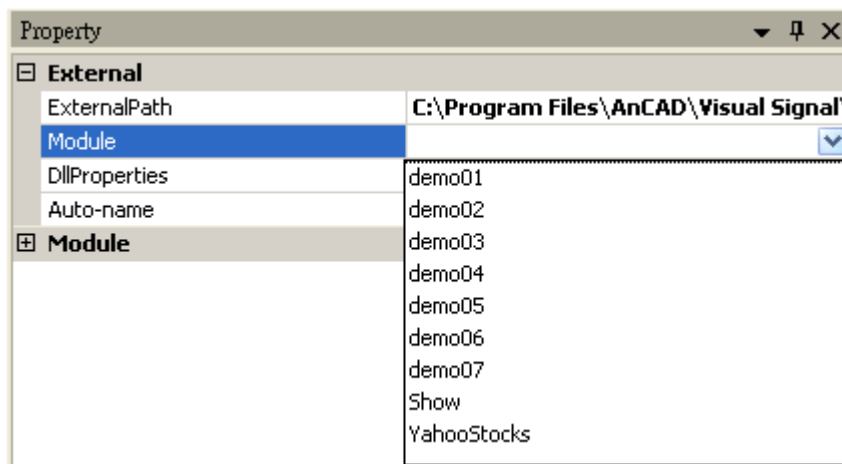 Property
External
ExternalPath C:\Program Files\AnCAD\Visual Signal\
Module
DllProperties
Auto-name
Module
demo01
demo02
demo03
demo04
demo05
demo06
demo07
Show
YahooStocks